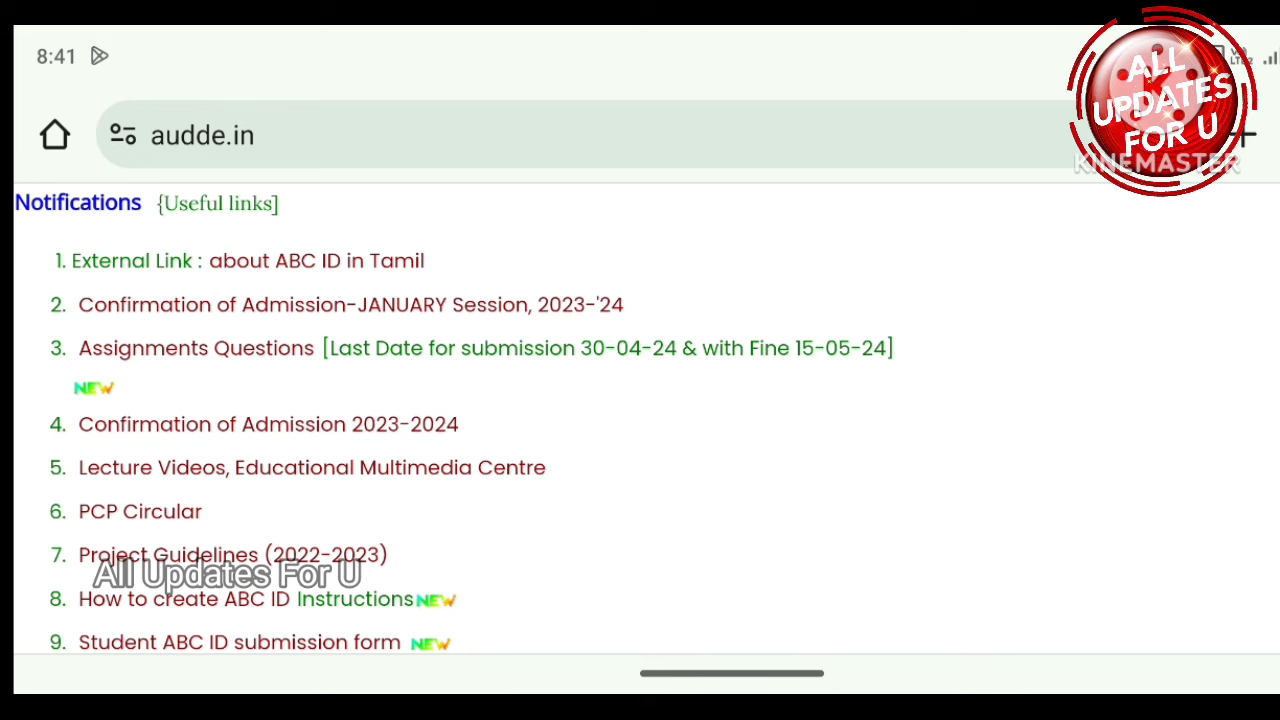 8:41
Vo
LTE2
ALL
UPDATES
FOR U
KINEMASTER
audde.in
Notifications {Useful links]
1. External Link : about ABC ID in Tamil
2. Confirmation of Admission-JANUARY Session, 2023-'24
3. Assignments Questions [Last Date for submission 30-04-24 & with Fine 15-05-24]
NEW
4. Confirmation of Admission 2023-2024
5. Lecture Videos, Educational Multimedia Centre
6. PCP Circular
7. Project Guidelines (2022-2023)
All Updates For U
8. How to create ABC ID Instructions NEW
9. Student ABC ID submission form NEW